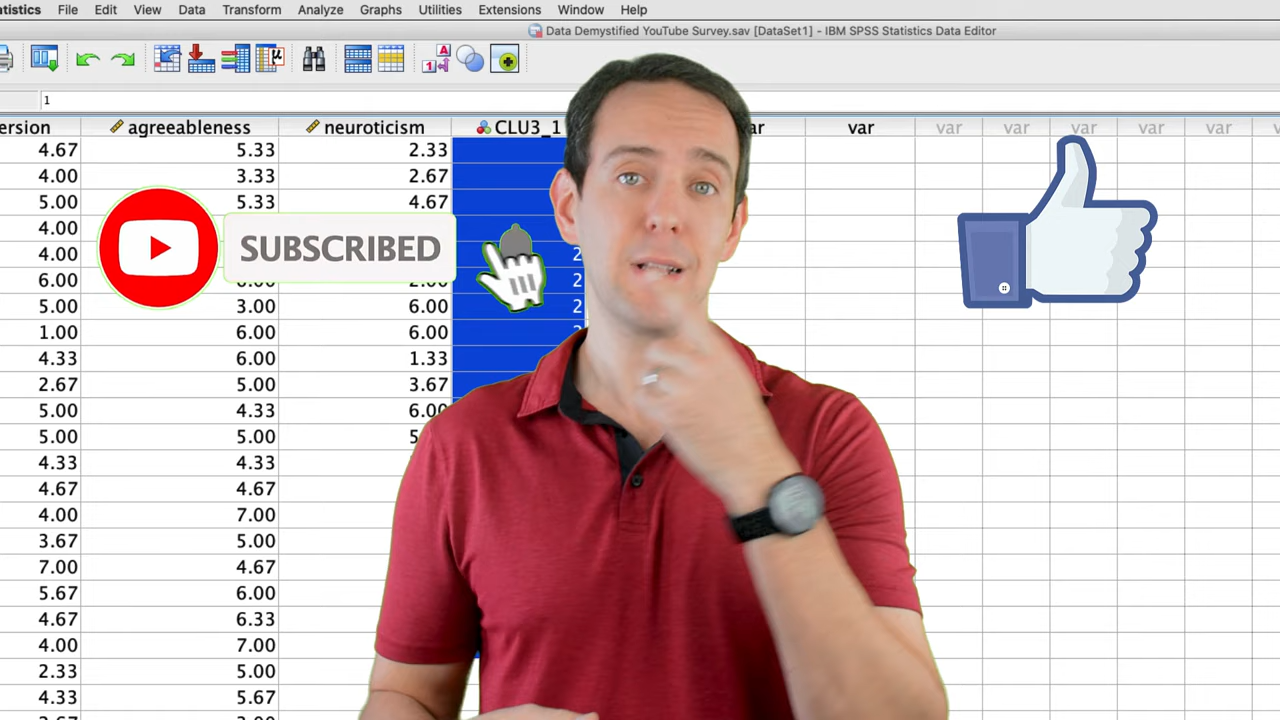 tatistics File Edit View Data Transform Analyze Graphs Utilities Extensions Window Help
Data Demystified YouTube Survey.sav [DataSet1] - IBM SPSS Statistics Data Editor
1
ersion agreeableness neuroticism CLU3_1 var var var var var var
4.67 5.33 2.33
4.00 3.33 2.67
5.00 5.33 4.67
4.00
SUBSCRIBED
4.00 2
6.00 2
5.00 3.00 6.00 2
1.00 6.00 6.00
4.33 6.00 1.33
2.67 5.00 3.67
5.00 4.33 6.00
5.00 5.00
4.33 4.33
4.67 4.67
4.00 7.00
3.67 5.00
7.00 4.67
5.67 6.00
4.67 6.33
4.00 7.00
2.33 5.00
4.33 5.67